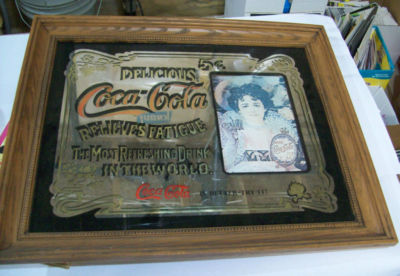 DELICIOUS 5¢
Coca-Cola
RELIEVES FATIGUE
THE MOST REFRESHING DRINK
IN THE WORLD
Coca-Cola